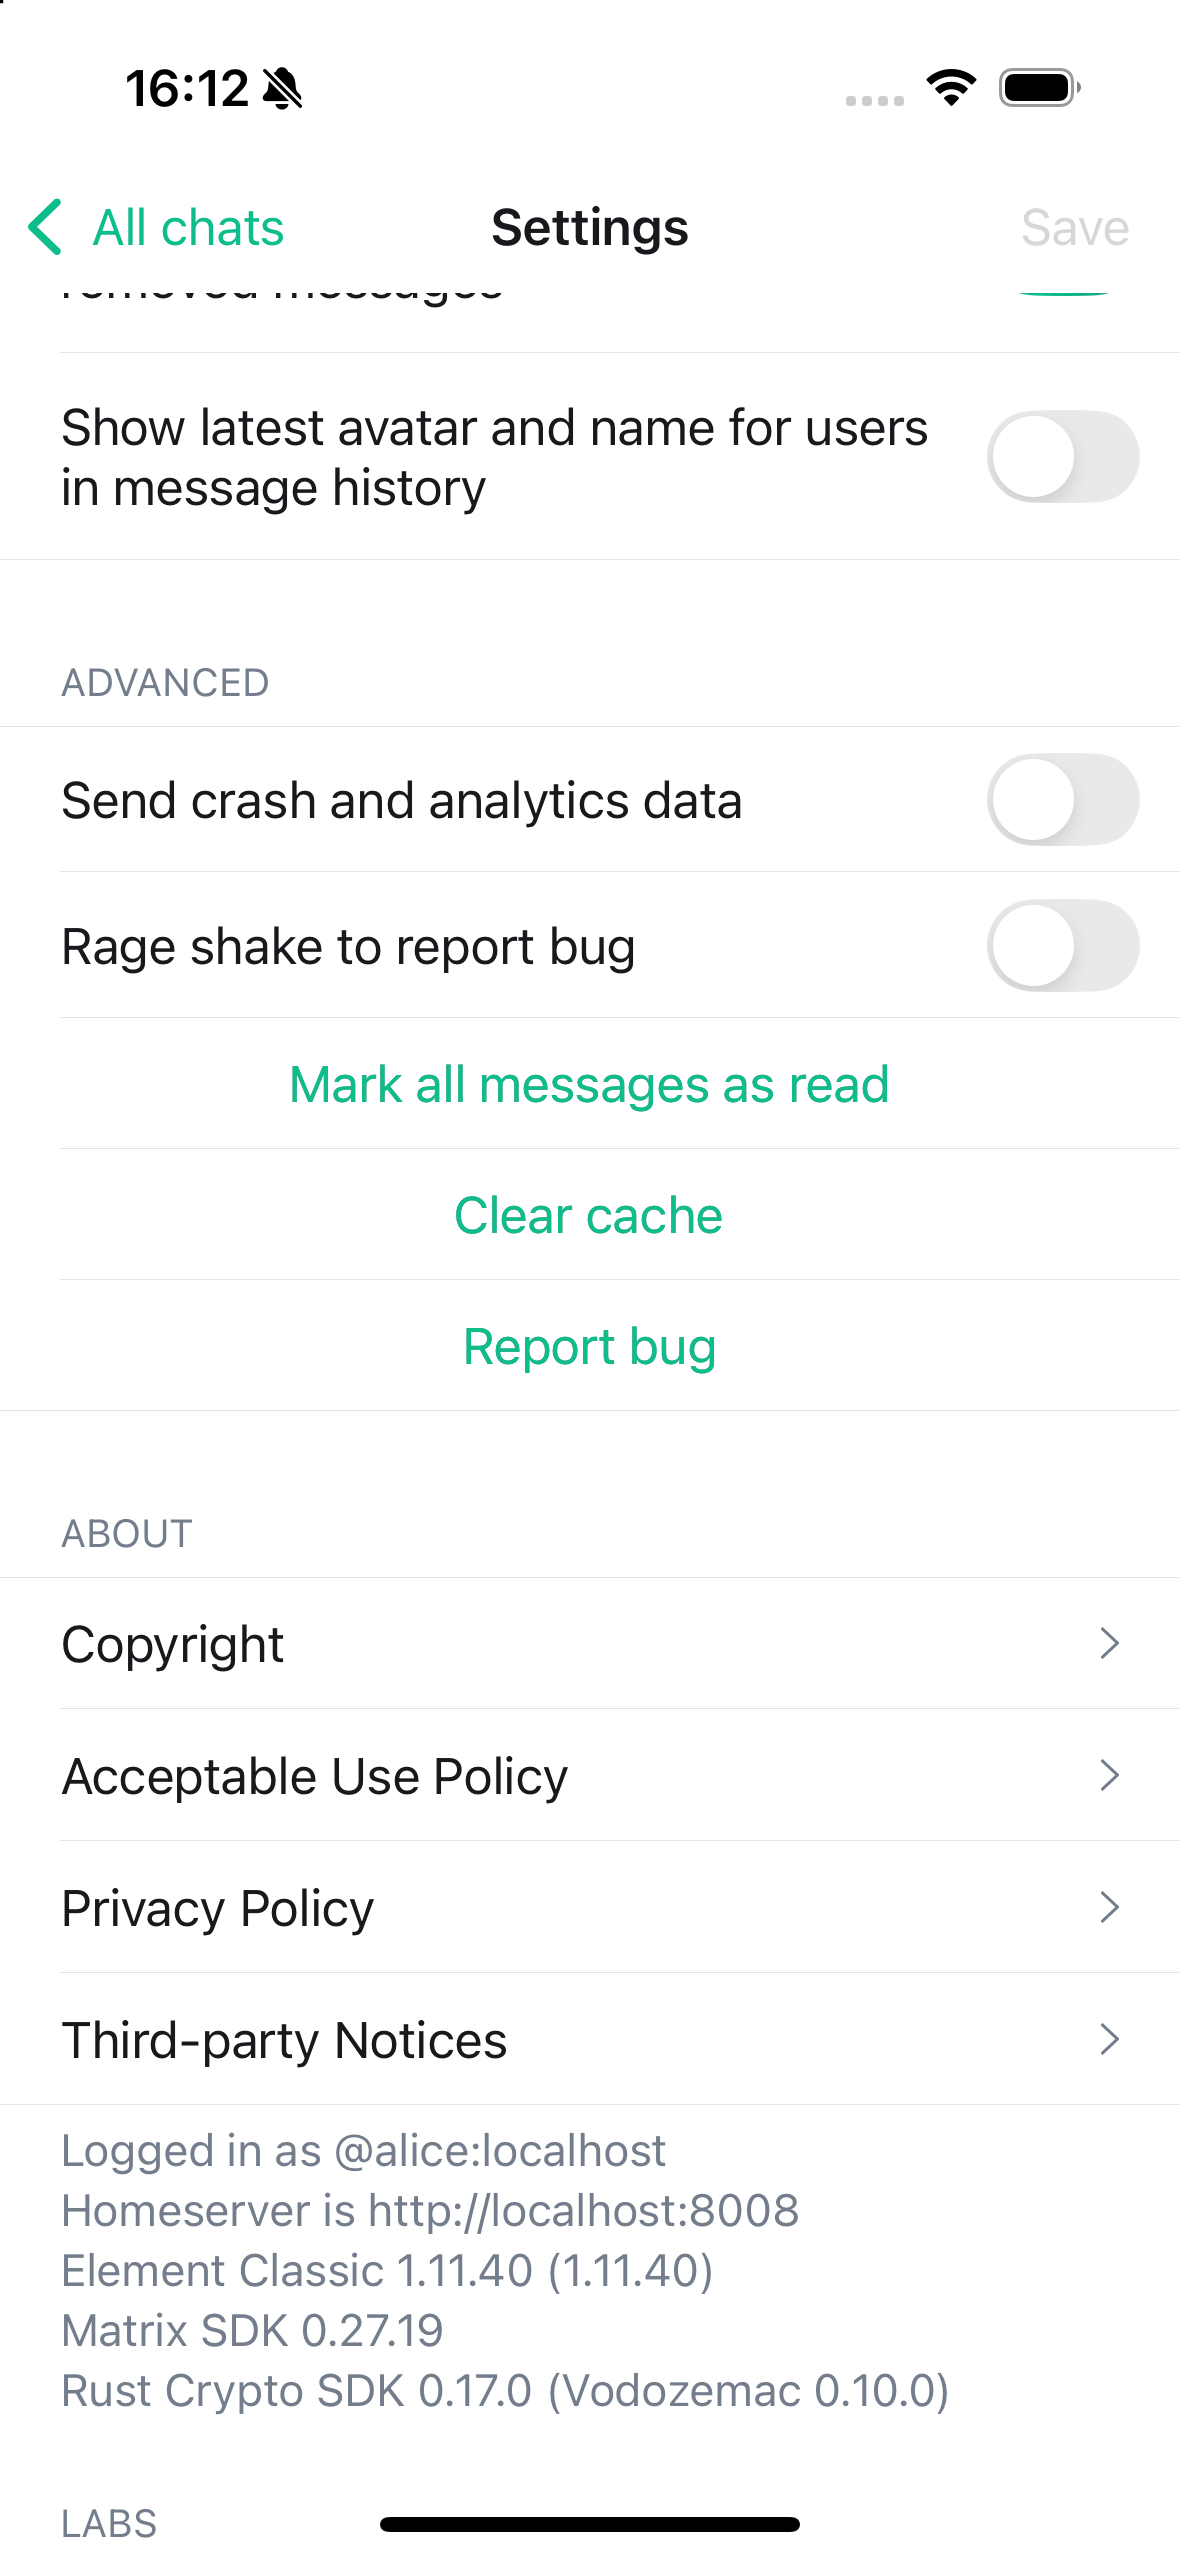 16:12
All chats
Settings
Save
removed messages
Show latest avatar and name for users
in message history
ADVANCED
Send crash and analytics data
Rage shake to report bug
Mark all messages as read
Clear cache
Report bug
ABOUT
Copyright
Acceptable Use Policy
Privacy Policy
Third-party Notices
Logged in as @alice:localhost
Homeserver is http://localhost:8008
Element Classic 1.11.40 (1.11.40)
Matrix SDK 0.27.19
Rust Crypto SDK 0.17.0 (Vodozemac 0.10.0)
LABS